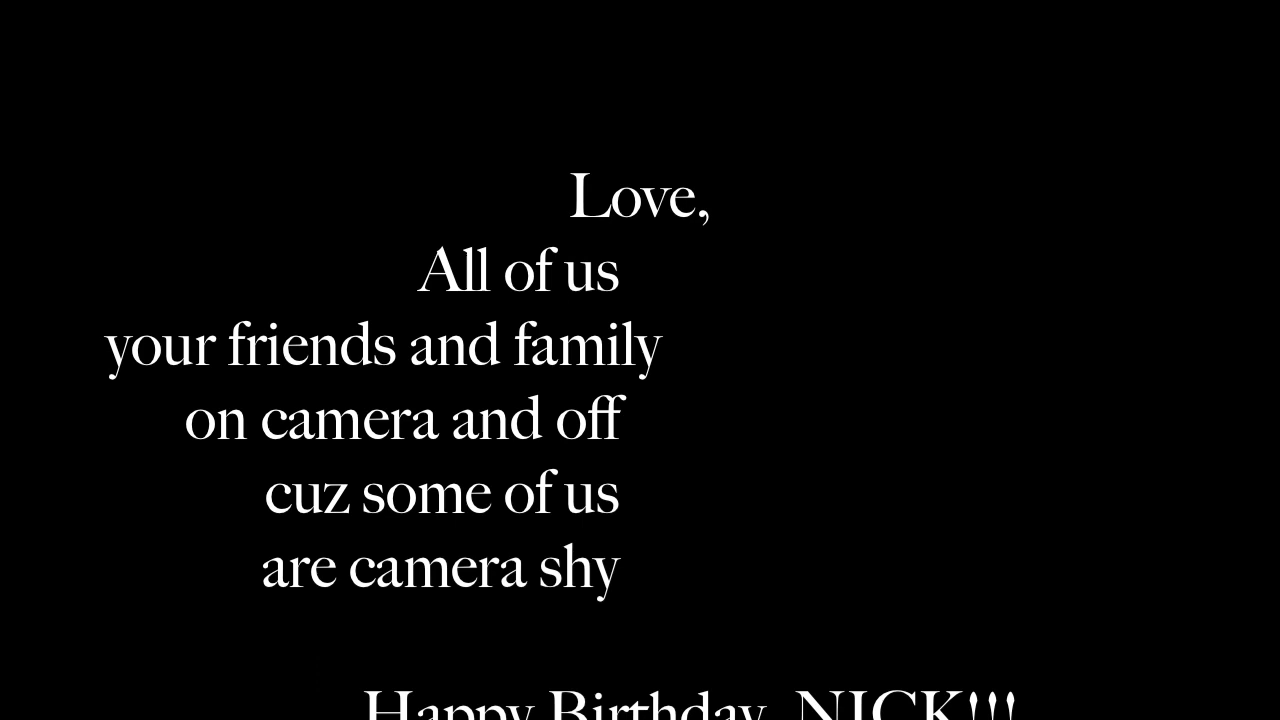 Love,
All of us
your friends and family
on camera and off
cuz some of us
are camera shy
Happy Birthday, NICK!!!